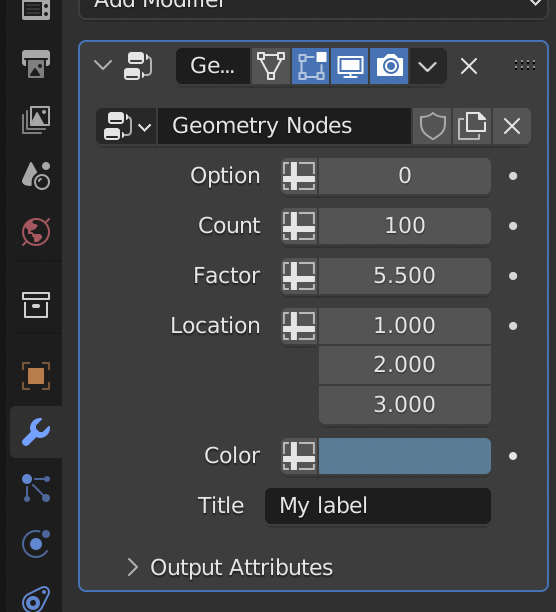 Add Modifier
Ge...
Geometry Nodes
Option 0
Count 100
Factor 5.500
Location 1.000
2.000
3.000
Color
Title My label
Output Attributes